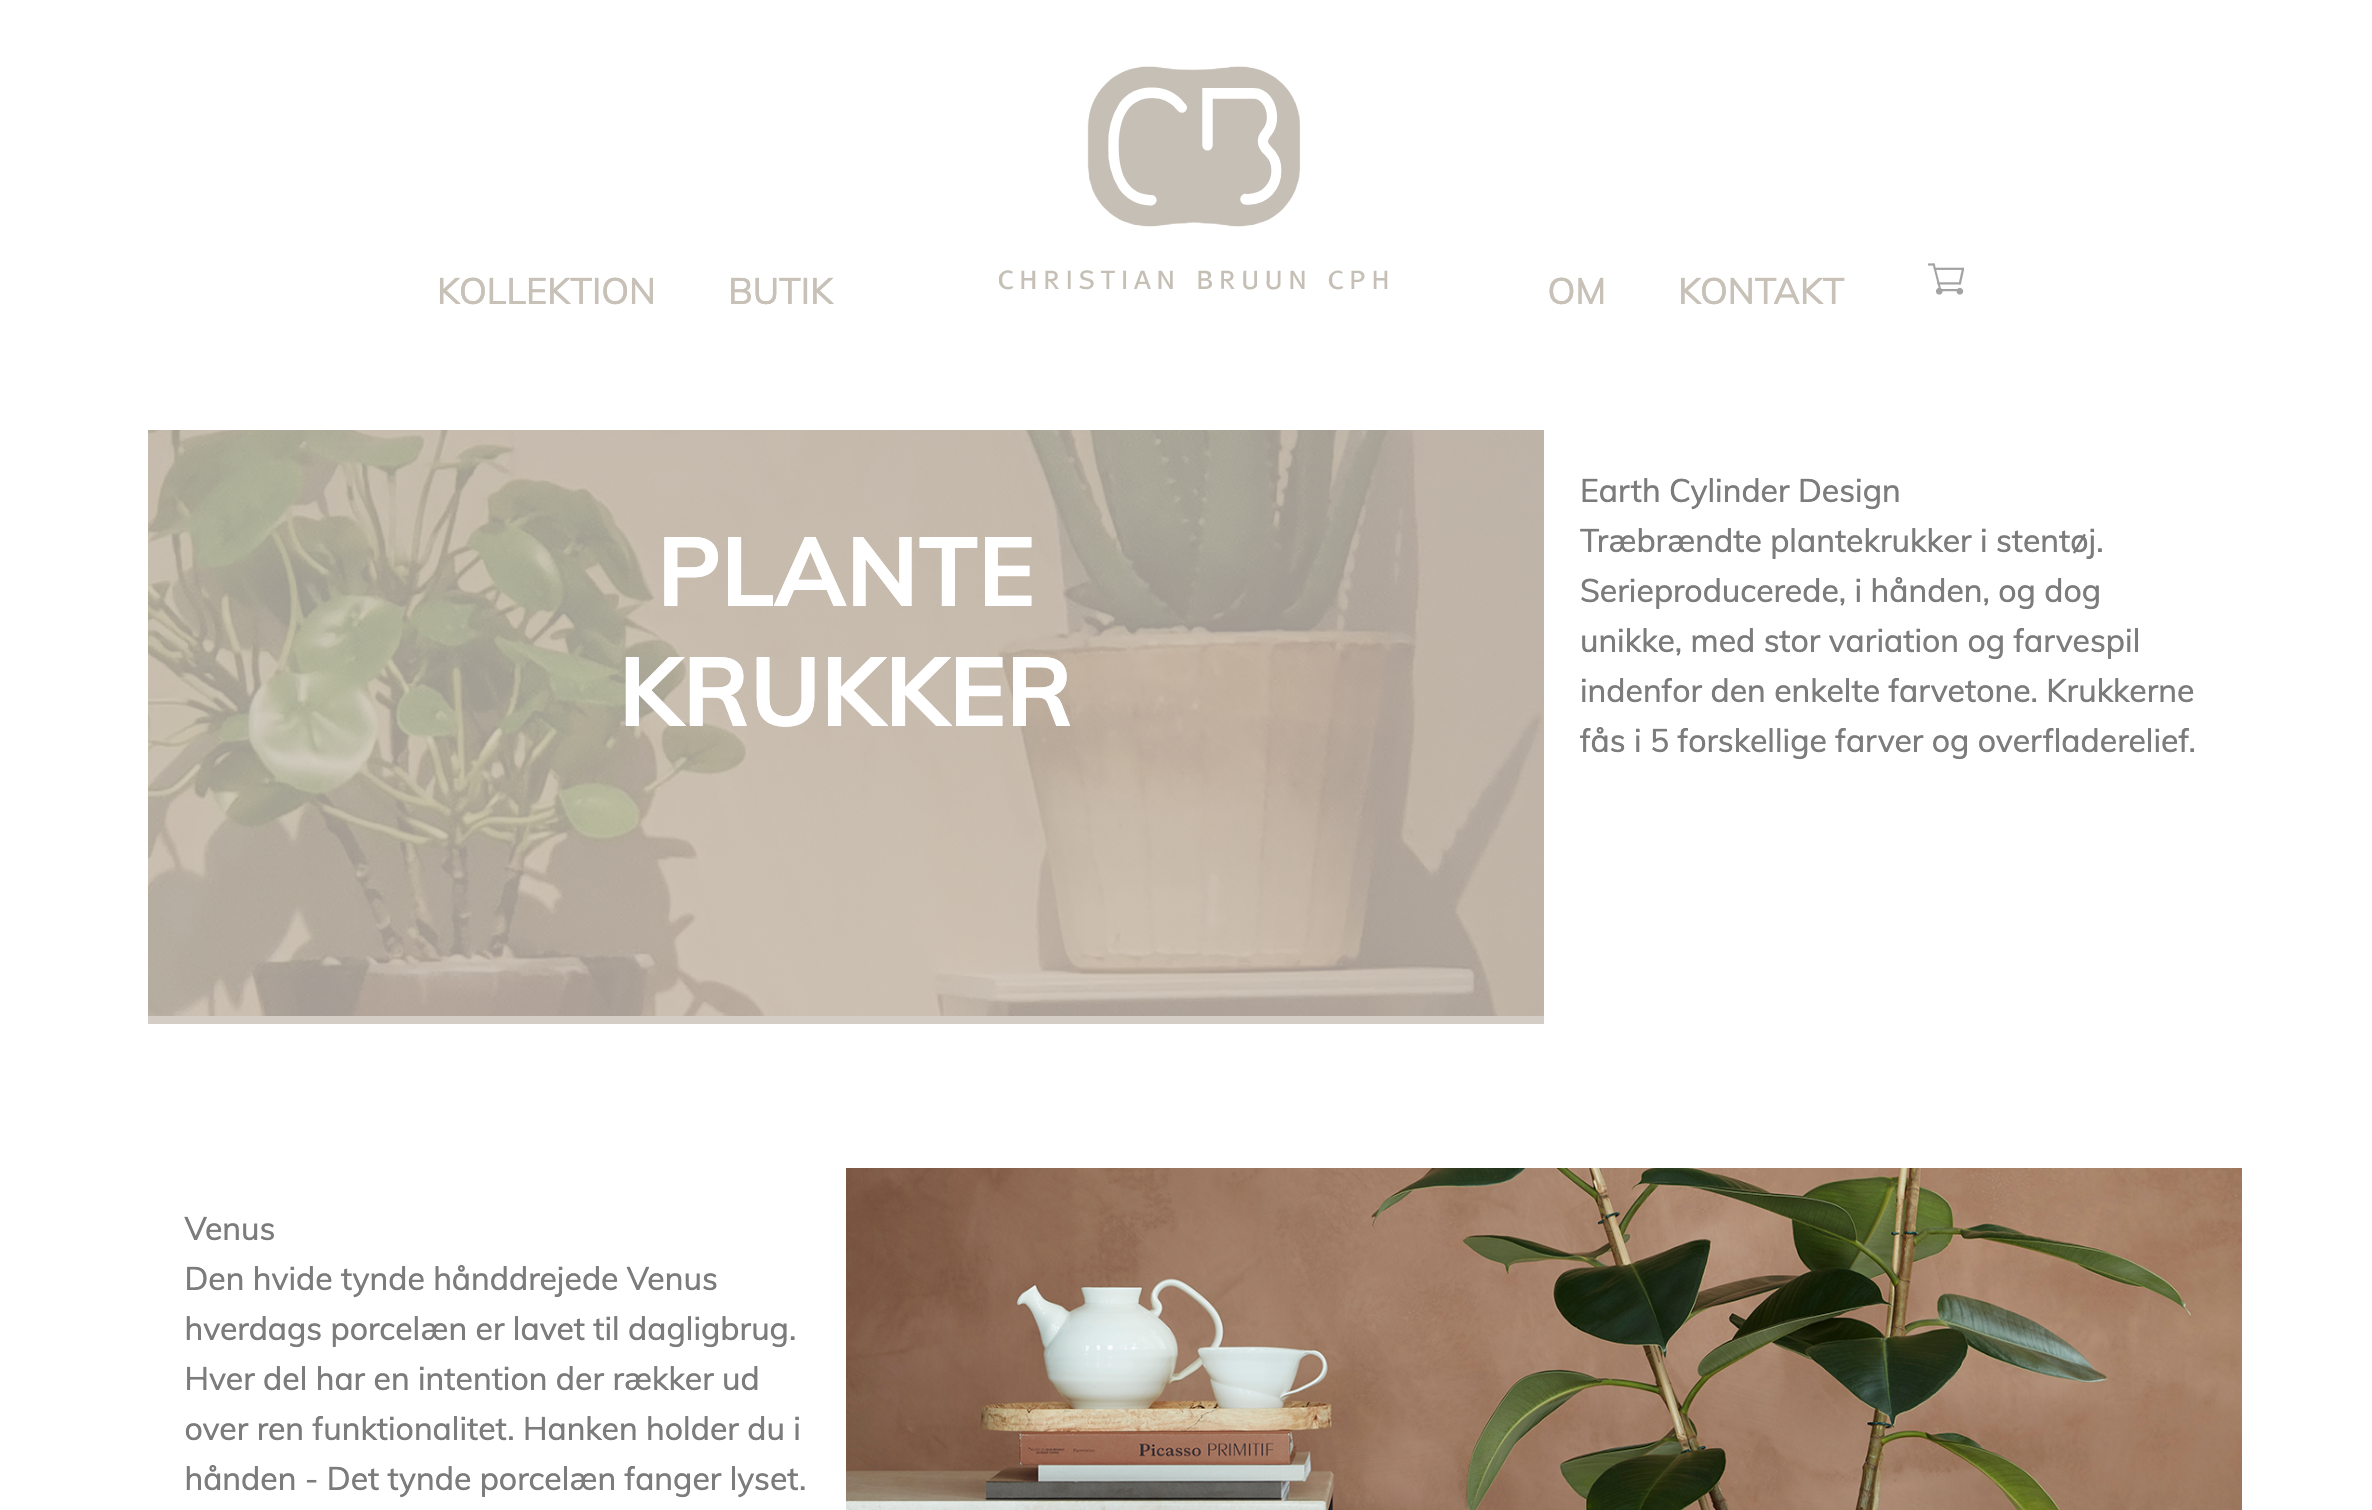 CB
CHRISTIAN BRUUN CPH
KOLLEKTION
BUTIK
OM
KONTAKT
PLANTE
KRUKKER
Earth Cylinder Design
Træbrændte plantekrukker i stentøj.
Serieproducerede, i hånden, og dog
unikke, med stor variation og farvespil
indenfor den enkelte farvetone. Krukkerne
fås i 5 forskellige farver og overfladerelief.
Venus
Den hvide tynde hånddrejede Venus
hverdags porcelæn er lavet til dagligbrug.
Hver del har en intention der rækker ud
over ren funktionalitet. Hanken holder du i
hånden - Det tynde porcelæn fanger lyset.
Picasso PRIMITIF